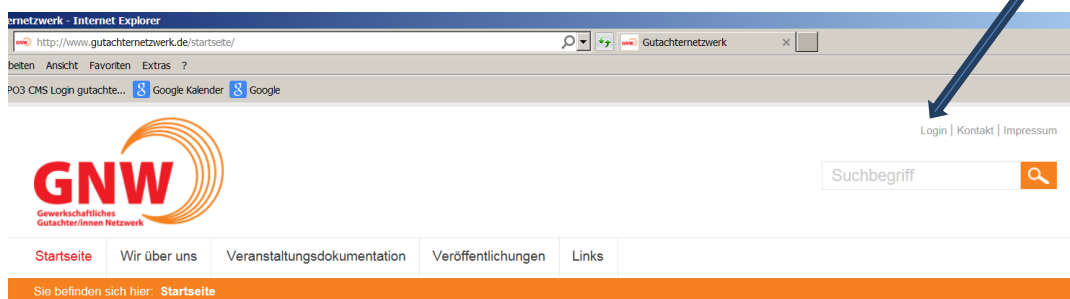 ernetzwerk - Internet Explorer
http://www.gutachternetzwerk.de/startseite/
Gutachternetzwerk
beiten Ansicht Favoriten Extras ?
PO3 CMS Login gutachte... Google Kalender Google
Login | Kontakt | Impressum
GNW
Gewerkschaftliches
Gutachter/innen Netzwerk
Suchbegriff
Startseite Wir über uns Veranstaltungsdokumentation Veröffentlichungen Links
Sie befinden sich hier: Startseite